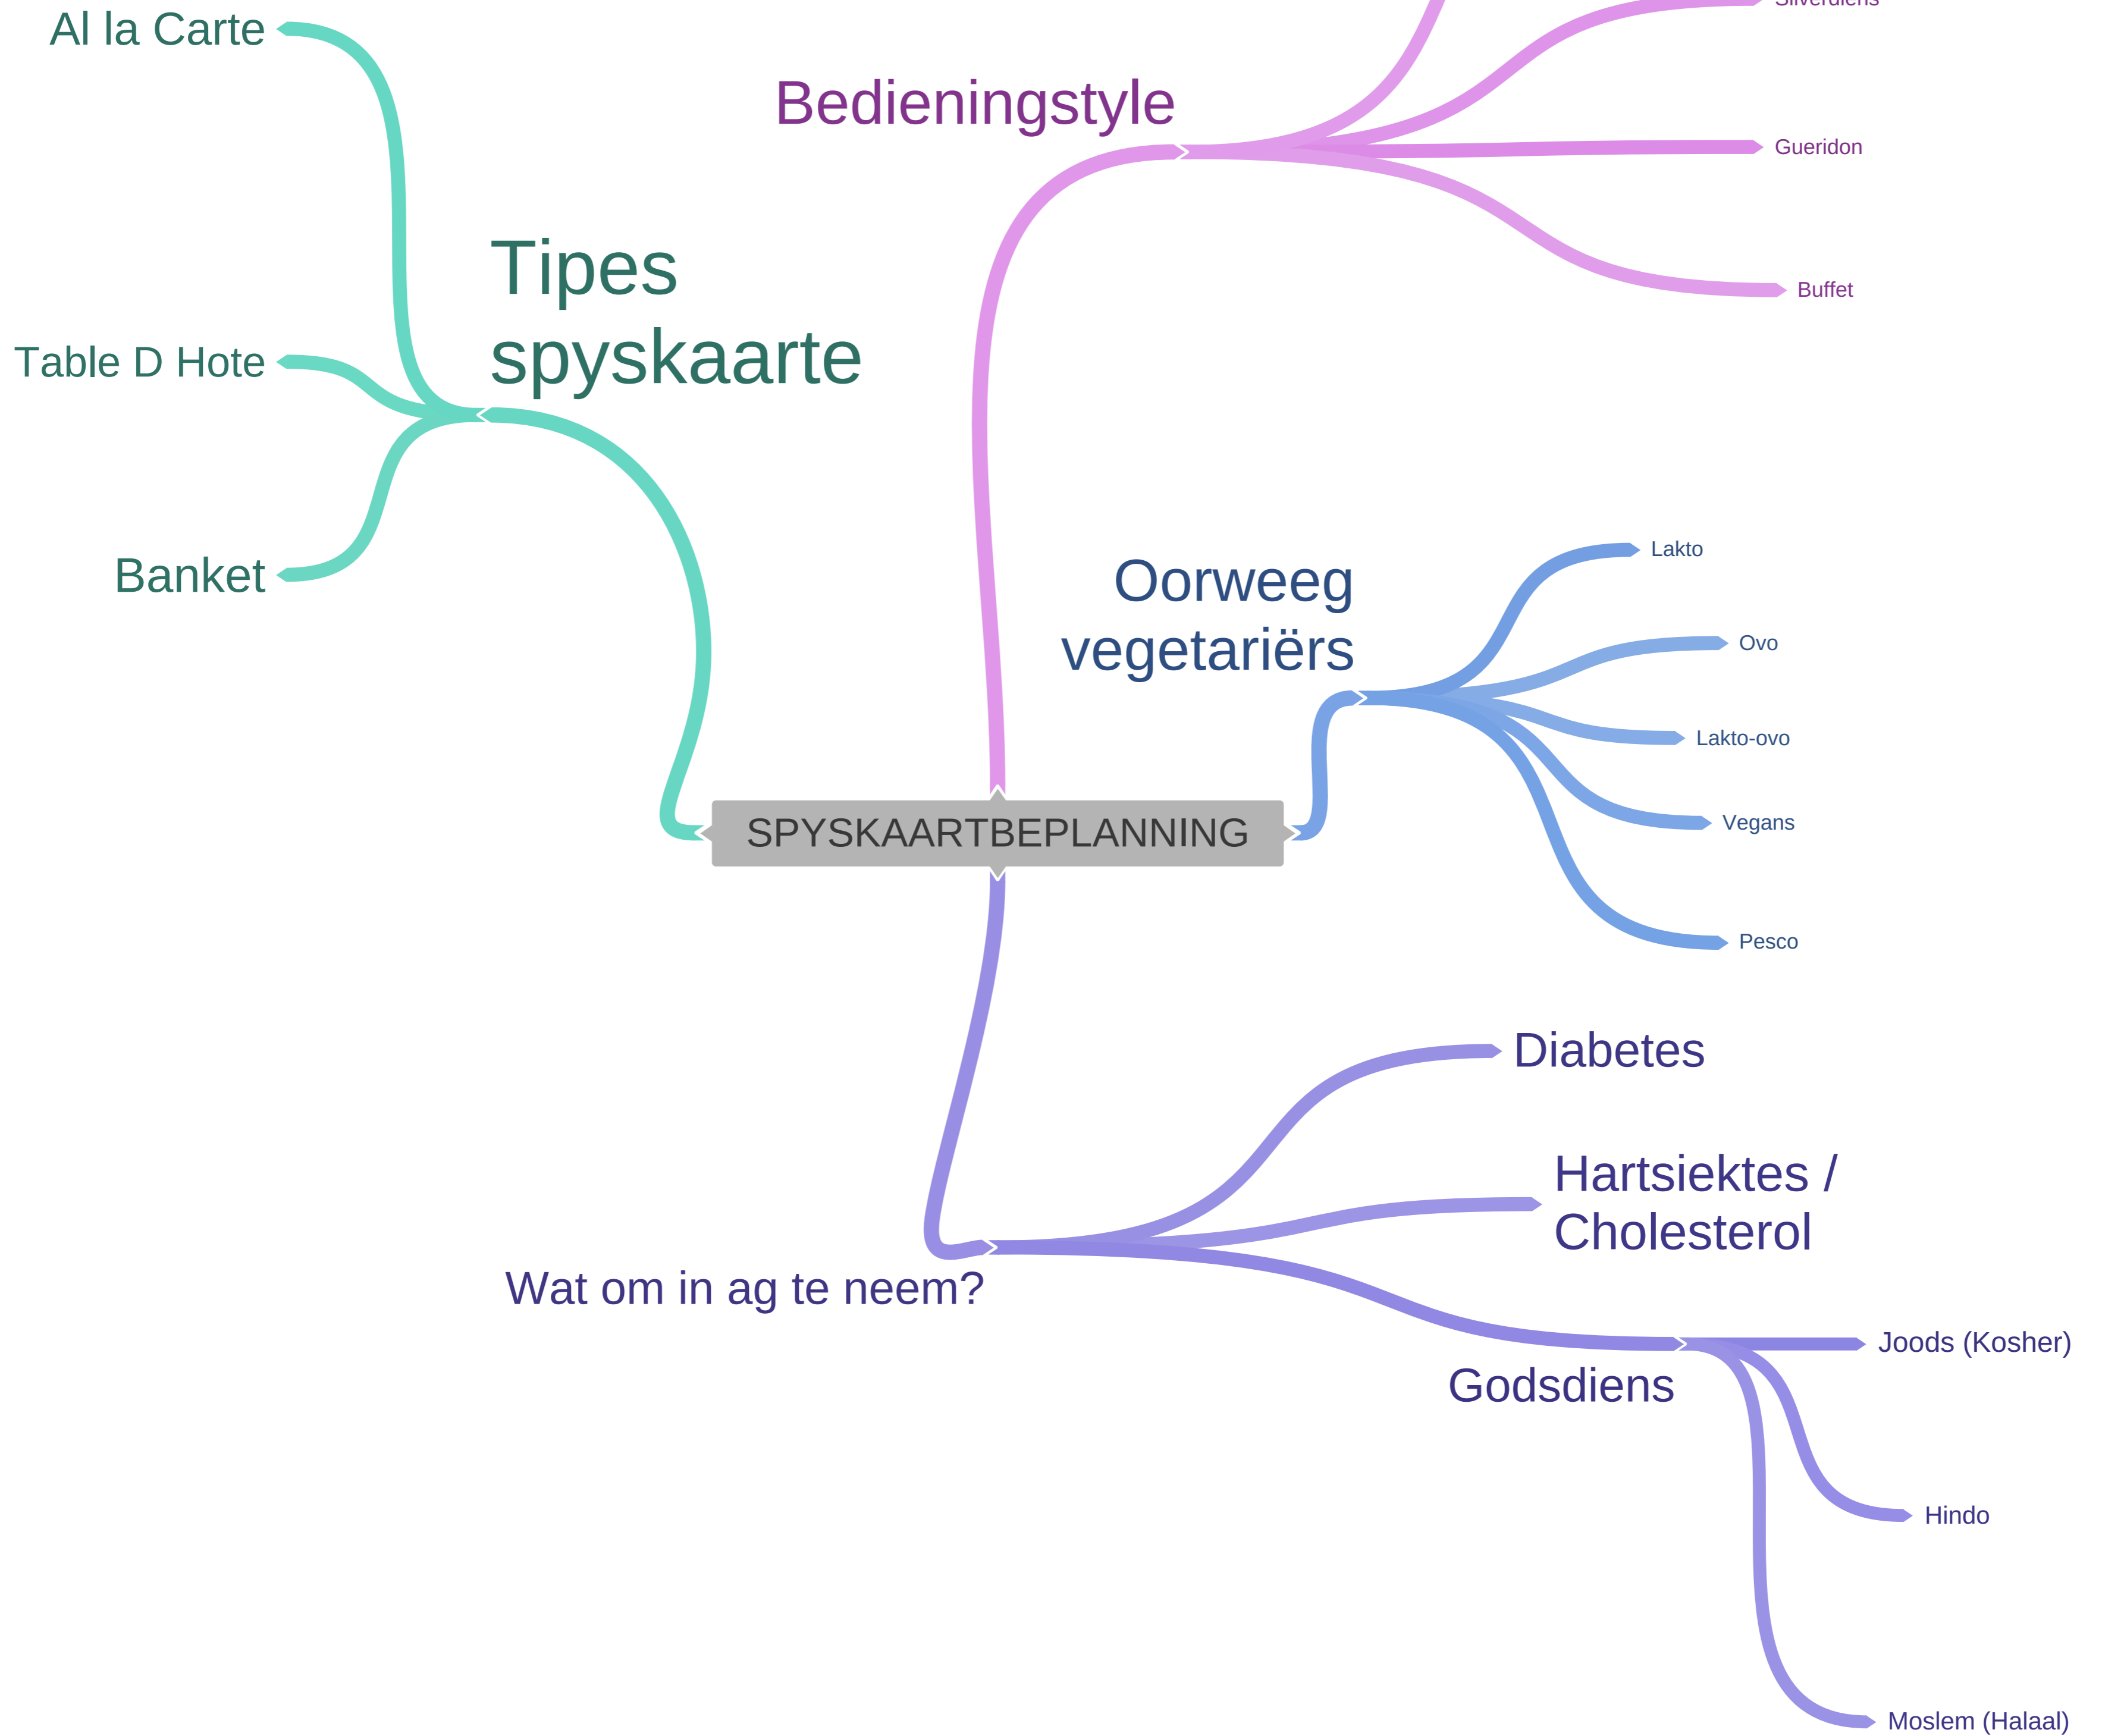 Al la Carte
Table D Hote
Banket
Tipes
spyskaarte
Bedieningstyle
Silverdiens
Gueridon
Buffet
Oorweeg
vegetariërs
Lakto
Ovo
Lakto-ovo
Vegans
Pesco
SPYSKAARTBEPLANNING
Wat om in ag te neem?
Diabetes
Hartsiektes /
Cholesterol
Godsdiens
Joods (Kosher)
Hindo
Moslem (Halaal)